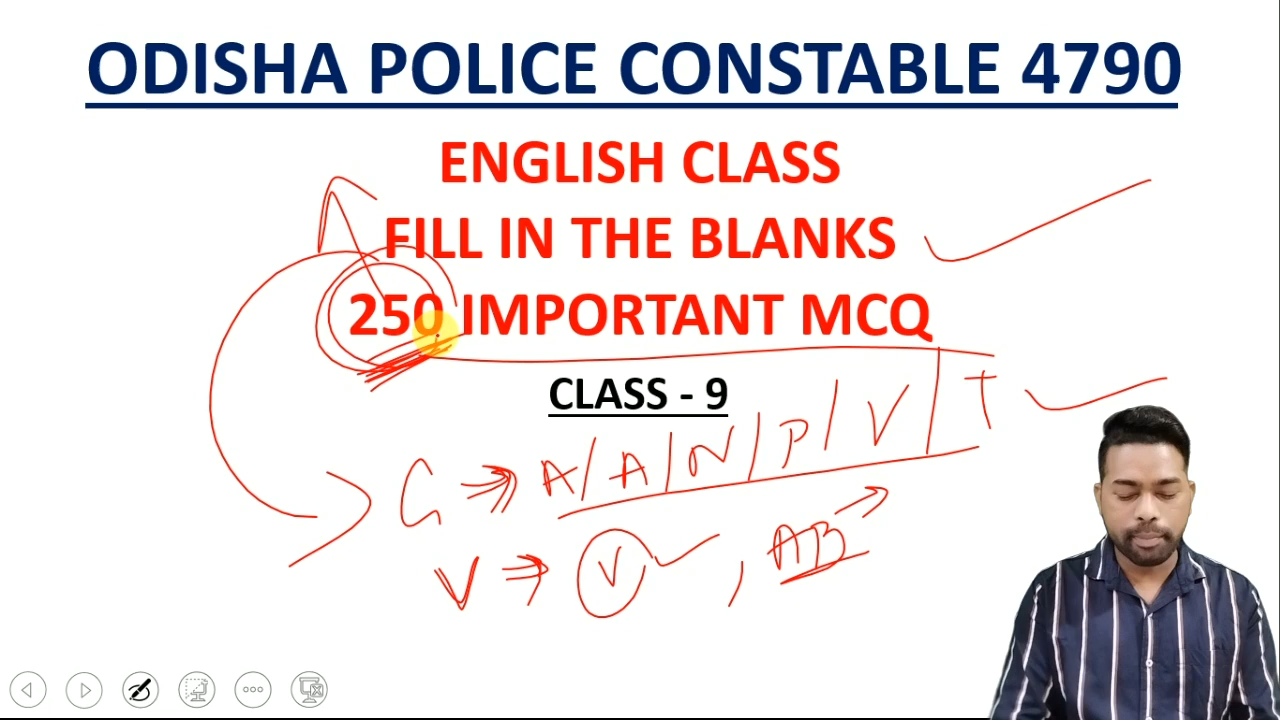 ODISHA POLICE CONSTABLE 4790
ENGLISH CLASS
FILL IN THE BLANKS
250 IMPORTANT MCQ
CLASS - 9
G ⇒ A/A/N/P/V/T
V ⇒ V ✓, AB →